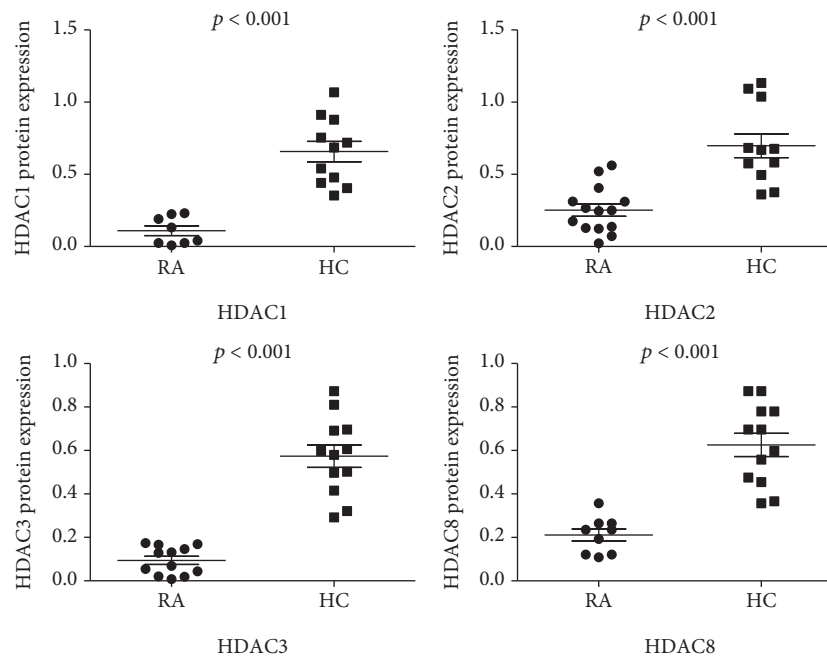 p < 0.001
HDAC1 protein expression
1.5
1.0
0.5
0.0
RA
HC
HDAC1
p < 0.001
HDAC2 protein expression
1.5
1.0
0.5
0.0
RA
HC
HDAC2
p < 0.001
HDAC3 protein expression
1.0
0.8
0.6
0.4
0.2
0.0
RA
HC
HDAC3
p < 0.001
HDAC8 protein expression
1.0
0.8
0.6
0.4
0.2
0.0
RA
HC
HDAC8